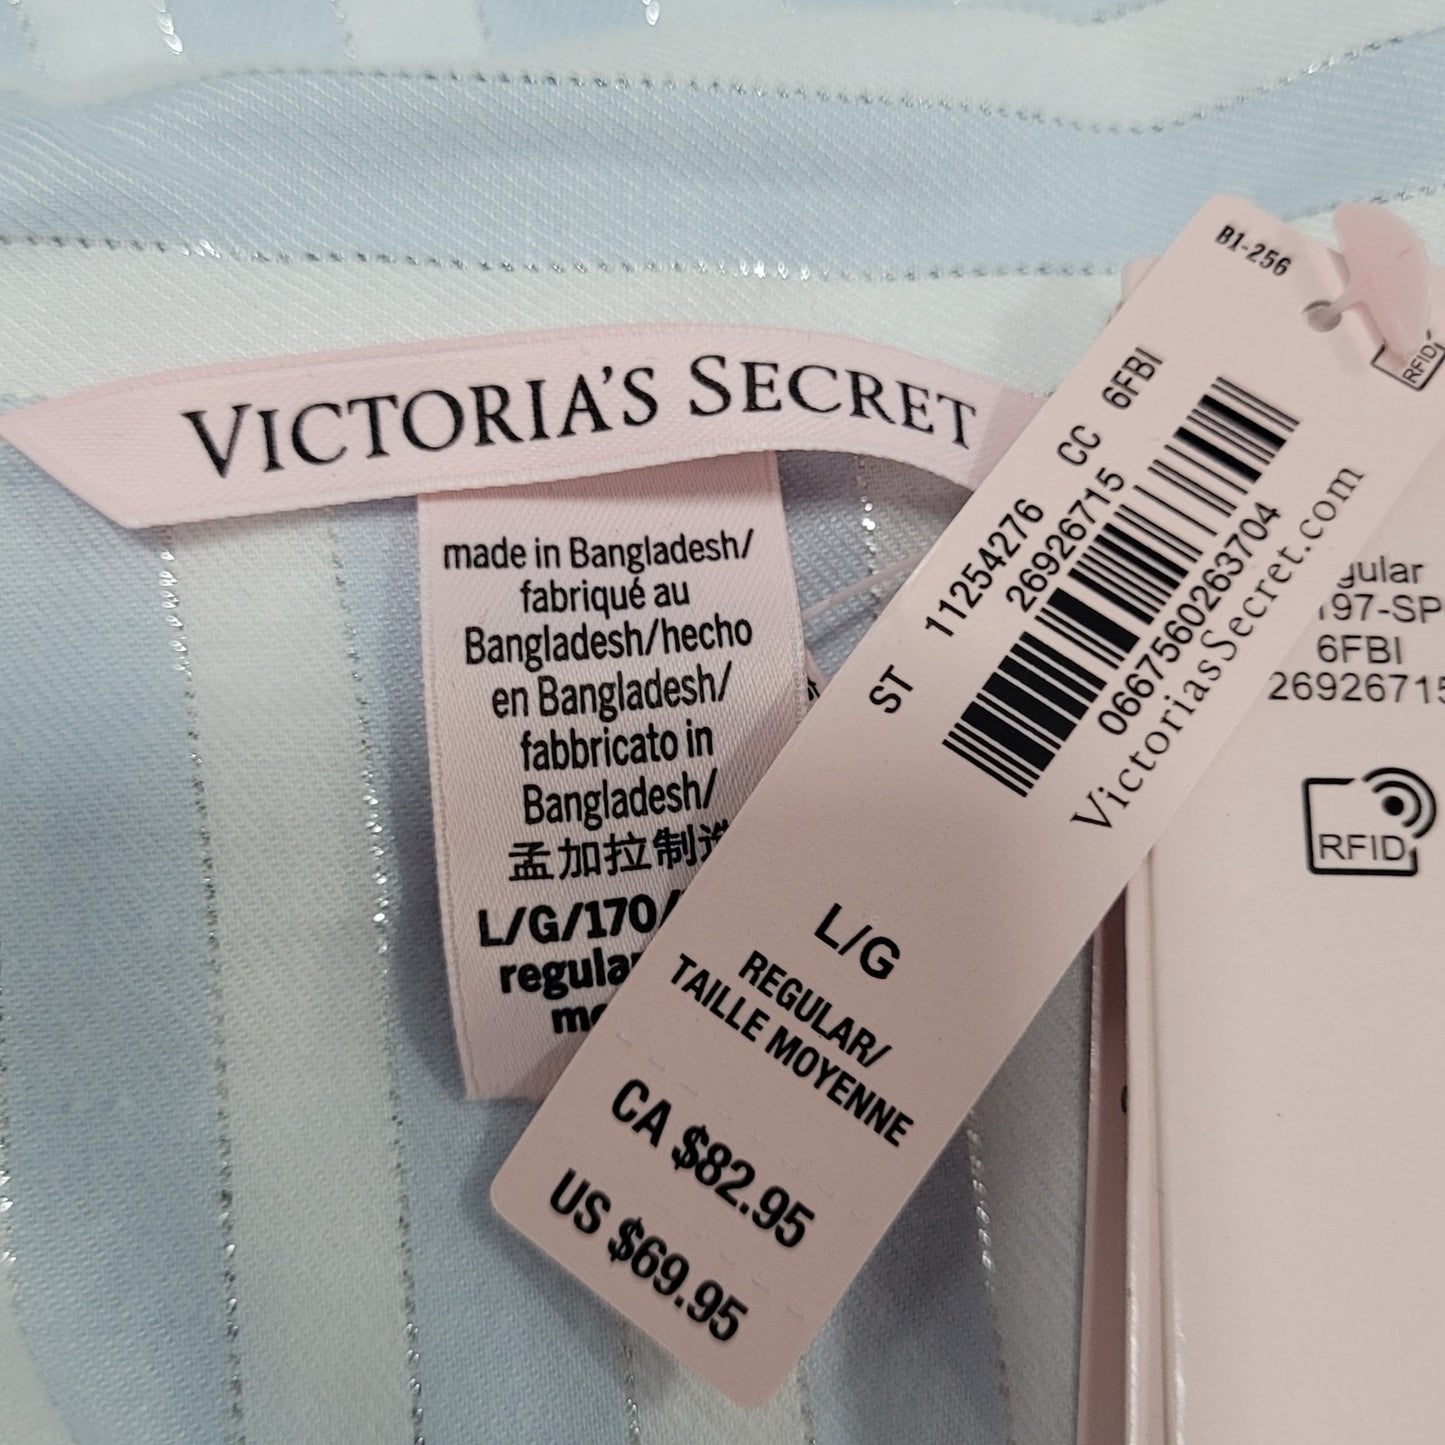 VICTORIA'S SECRET
made in Bangladesh/
fabriqué au
Bangladesh/hecho
en Bangladesh/
fabbricato in
Bangladesh/
孟加拉制造
L/G/170/
regular
B1-256
ST 11254276 CC 6FBI
26926715
0667560263704
VictoriasSecret.com
L/G
REGULAR/
TAILLE MOYENNE
CA $82.95
US $69.95
RFID
6FBI
26926715
RFID